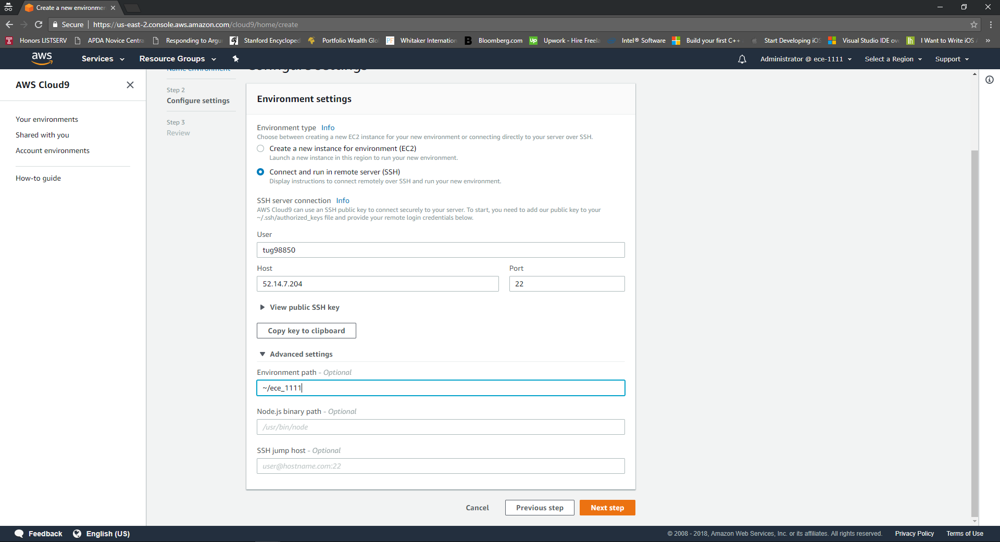 Create a new environmen
Secure | https://us-east-2.console.aws.amazon.com/cloud9/home/create
Honors LISTSERV
APDA Novice Centra
Responding to Argu
Stanford Encycloped
Portfolio Wealth Glo
PF
Whitaker Internation
Bloomberg.com
Up
Upwork - Hire Freela
Intel® Software
Build your first C++
Start Developing iOS
Visual Studio IDE ov
I Want to Write iOS
»
aws
Services
Resource Groups
Administrator @ ece-1111
Select a Region
Support
AWS Cloud9
Your environments
Shared with you
Account environments
How-to guide
Name environment
Step 2
Configure settings
Step 3
Review
Configure settings
Environment settings
Environment type Info
Choose between creating a new EC2 instance for your new environment or connecting directly to your server over SSH.
Create a new instance for environment (EC2)
Launch a new instance in this region to run your new environment.
Connect and run in remote server (SSH)
Display instructions to connect remotely over SSH and run your new environment.
SSH server connection Info
AWS Cloud9 can use an SSH public key to connect securely to your server. To start, you need to add our public key to your
~/.ssh/authorized_keys file and provide your remote login credentials below.
User
tug98850
Host
Port
52.14.7.204
22
View public SSH key
Copy key to clipboard
Advanced settings
Environment path - Optional
~/ece_1111
Node.js binary path - Optional
/usr/bin/node
SSH jump host - Optional
user@hostname.com:22
Cancel
Previous step
Next step
Feedback
English (US)
© 2008 - 2018, Amazon Web Services, Inc. or its affiliates. All rights reserved.
Privacy Policy
Terms of Use